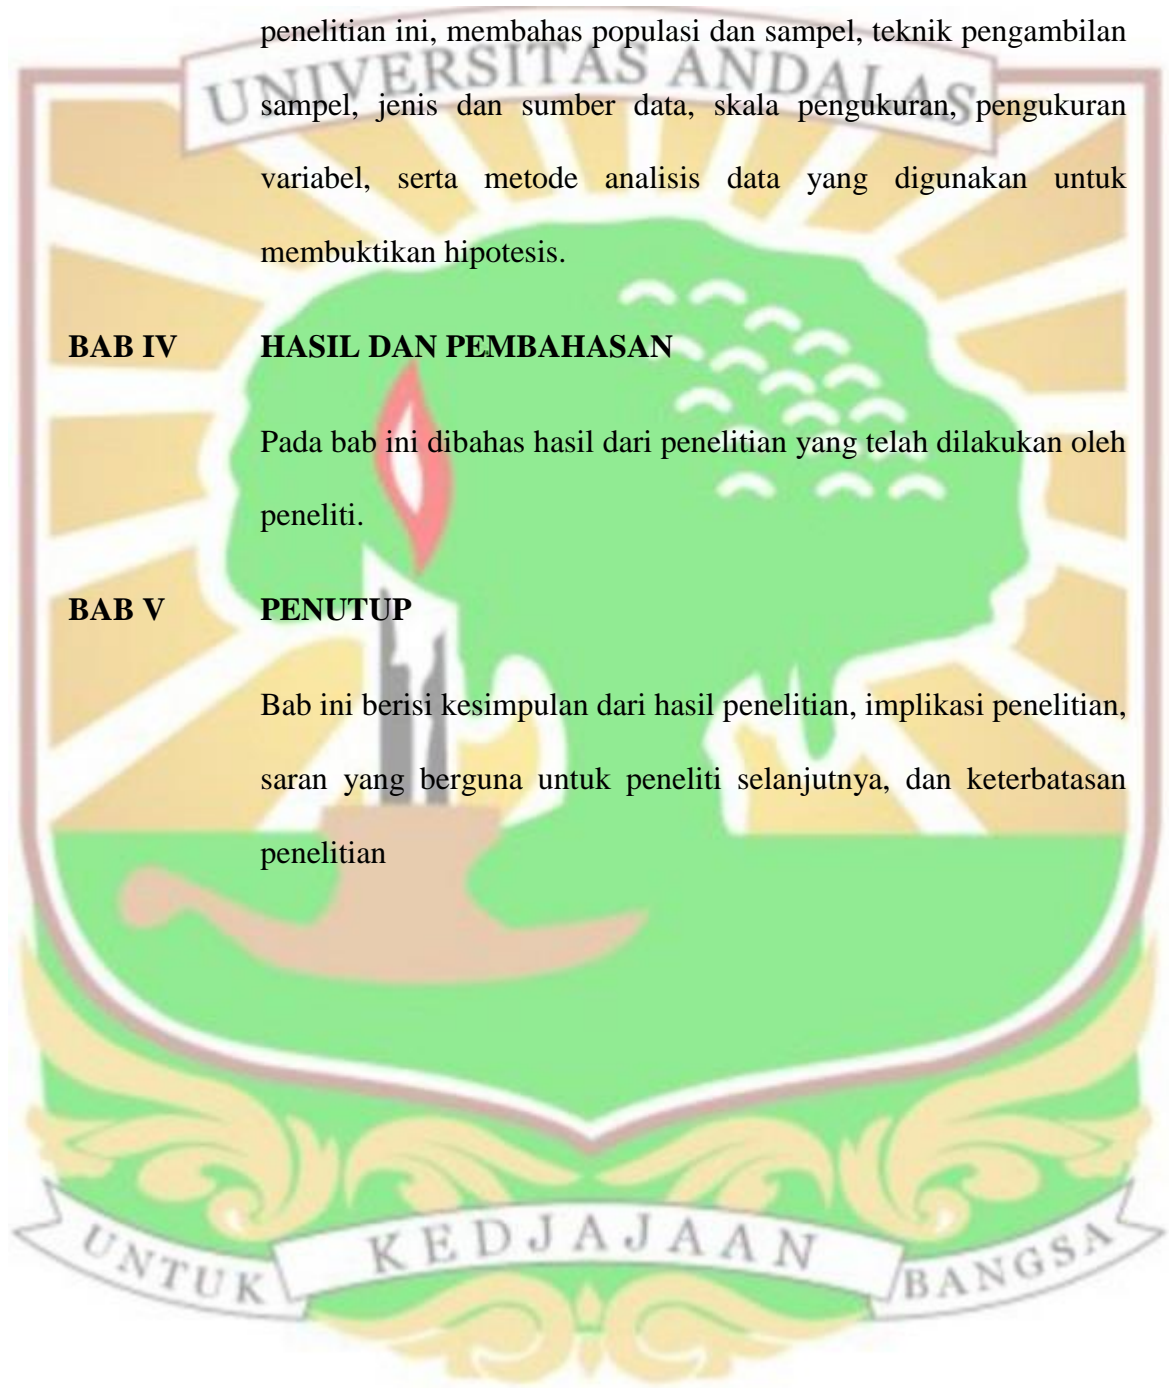 penelitian ini, membahas populasi dan sampel, teknik pengambilan
UNIVERSITAS ANDALAS
sampel, jenis dan sumber data, skala pengukuran, pengukuran
variabel, serta metode analisis data yang digunakan untuk
membuktikan hipotesis.
BAB IV HASIL DAN PEMBAHASAN
Pada bab ini dibahas hasil dari penelitian yang telah dilakukan oleh
peneliti.
BAB V PENUTUP
Bab ini berisi kesimpulan dari hasil penelitian, implikasi penelitian,
saran yang berguna untuk peneliti selanjutnya, dan keterbatasan
penelitian
UNTUK KEDJAJAAN BANGSA